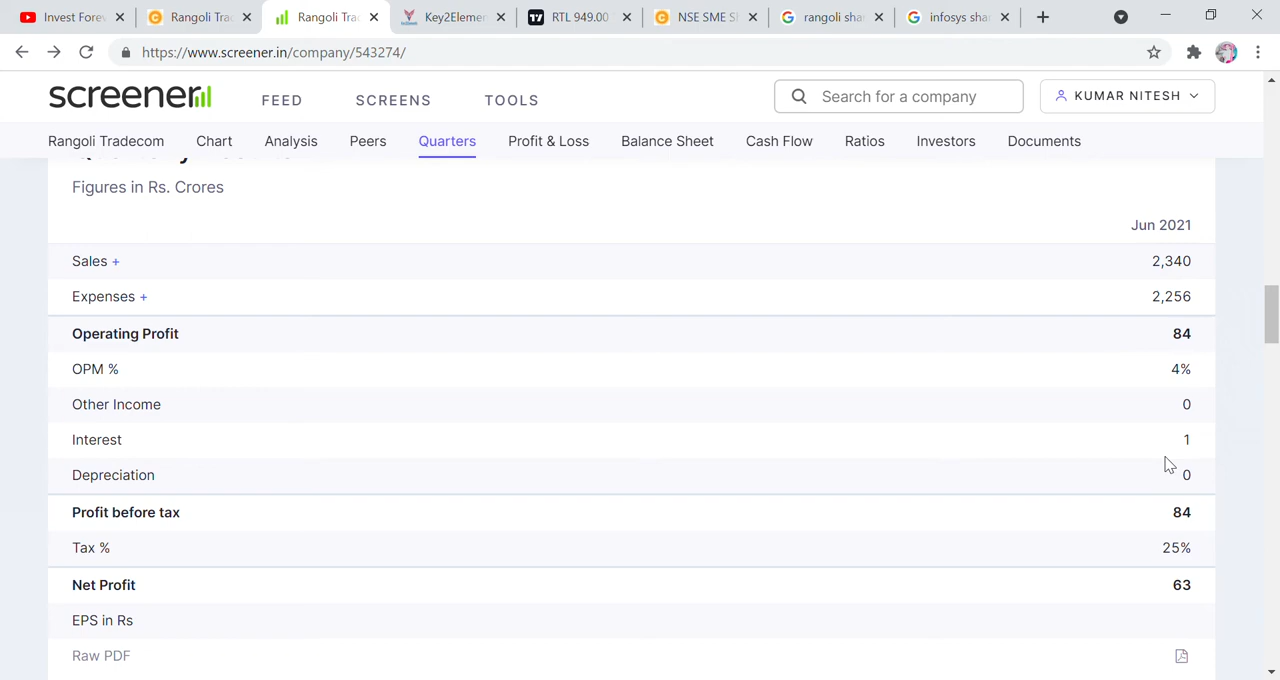 Invest Forev
Rangoli Trad
Rangoli Trad
Key2Elemen
RTL 949.00
NSE SME S
rangoli sha
infosys sha
https://www.screener.in/company/543274/
screener
FEED
SCREENS
TOOLS
Search for a company
KUMAR NITESH
Rangoli Tradecom
Chart
Analysis
Peers
Quarters
Profit & Loss
Balance Sheet
Cash Flow
Ratios
Investors
Documents
Figures in Rs. Crores
Jun 2021
Sales + 2,340
Expenses + 2,256
Operating Profit 84
OPM % 4%
Other Income 0
Interest 1
Depreciation 0
Profit before tax 84
Tax % 25%
Net Profit 63
EPS in Rs
Raw PDF